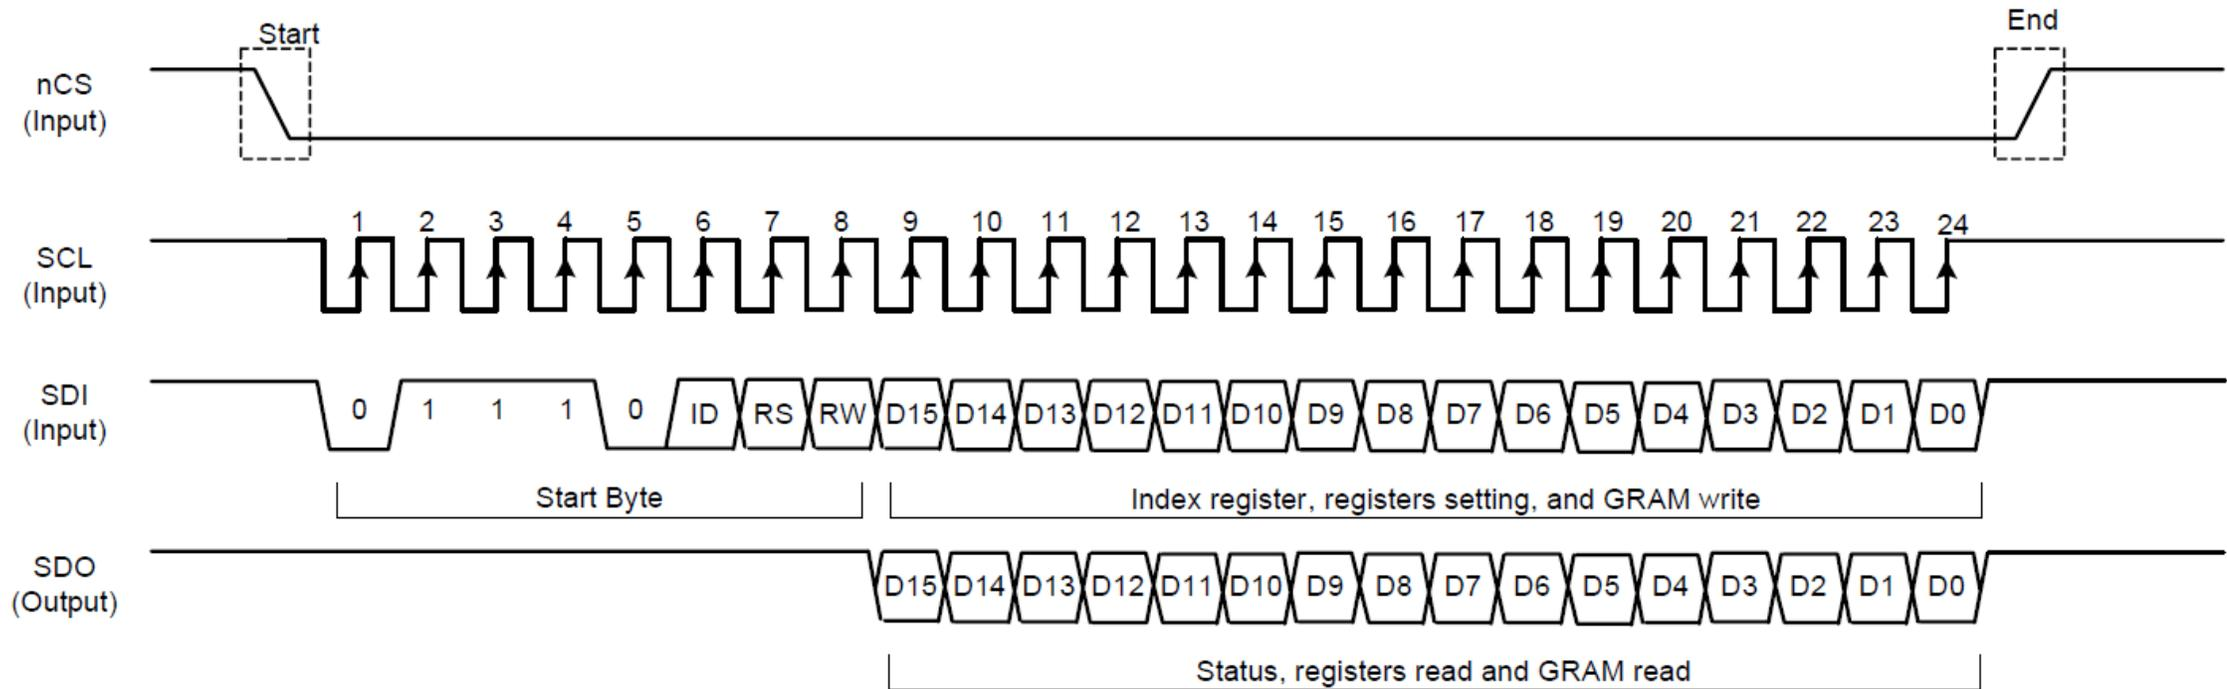 Start End
nCS
(Input)
1 2 3 4 5 6 7 8 9 10 11 12 13 14 15 16 17 18 19 20 21 22 23 24
SCL
(Input)
SDI
(Input)
0 1 1 1 0 ID RS RW D15 D14 D13 D12 D11 D10 D9 D8 D7 D6 D5 D4 D3 D2 D1 D0
Start Byte Index register, registers setting, and GRAM write
SDO
(Output)
D15 D14 D13 D12 D11 D10 D9 D8 D7 D6 D5 D4 D3 D2 D1 D0
Status, registers read and GRAM read